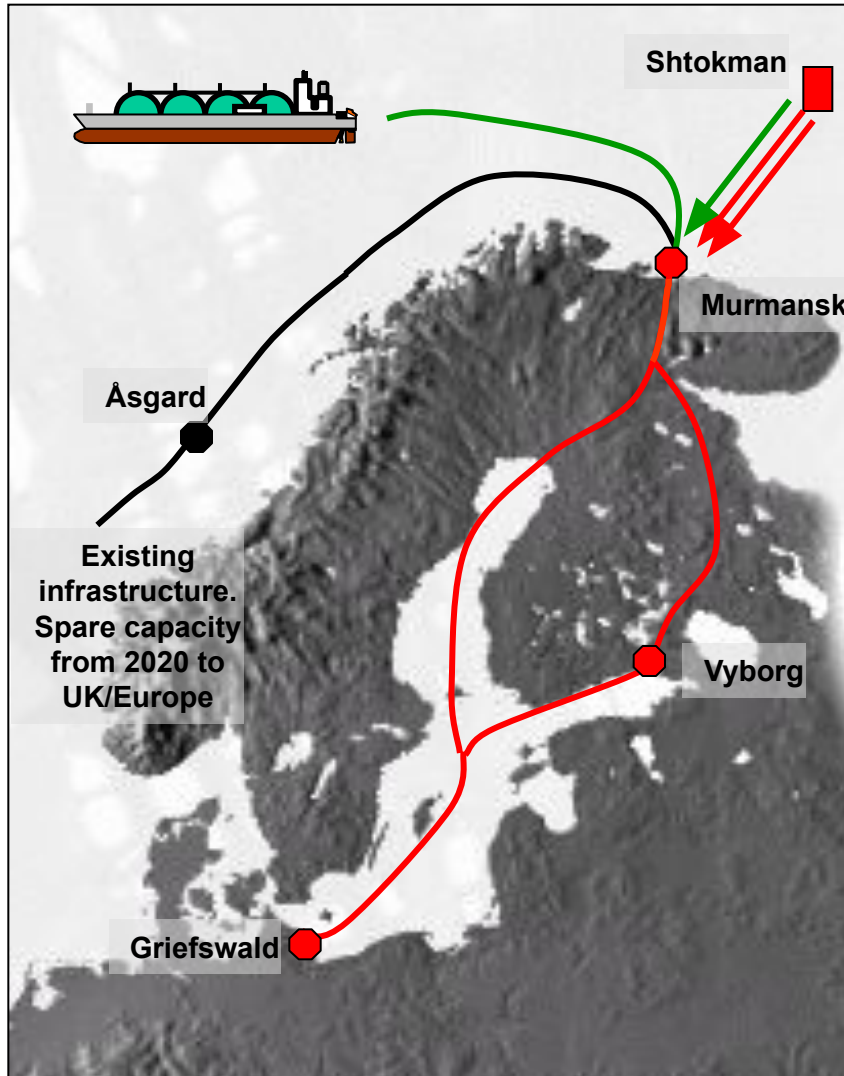 Shtokman
Murmansk
Åsgard
Existing
infrastructure.
Spare capacity
from 2020 to
UK/Europe
Vyborg
Griefswald